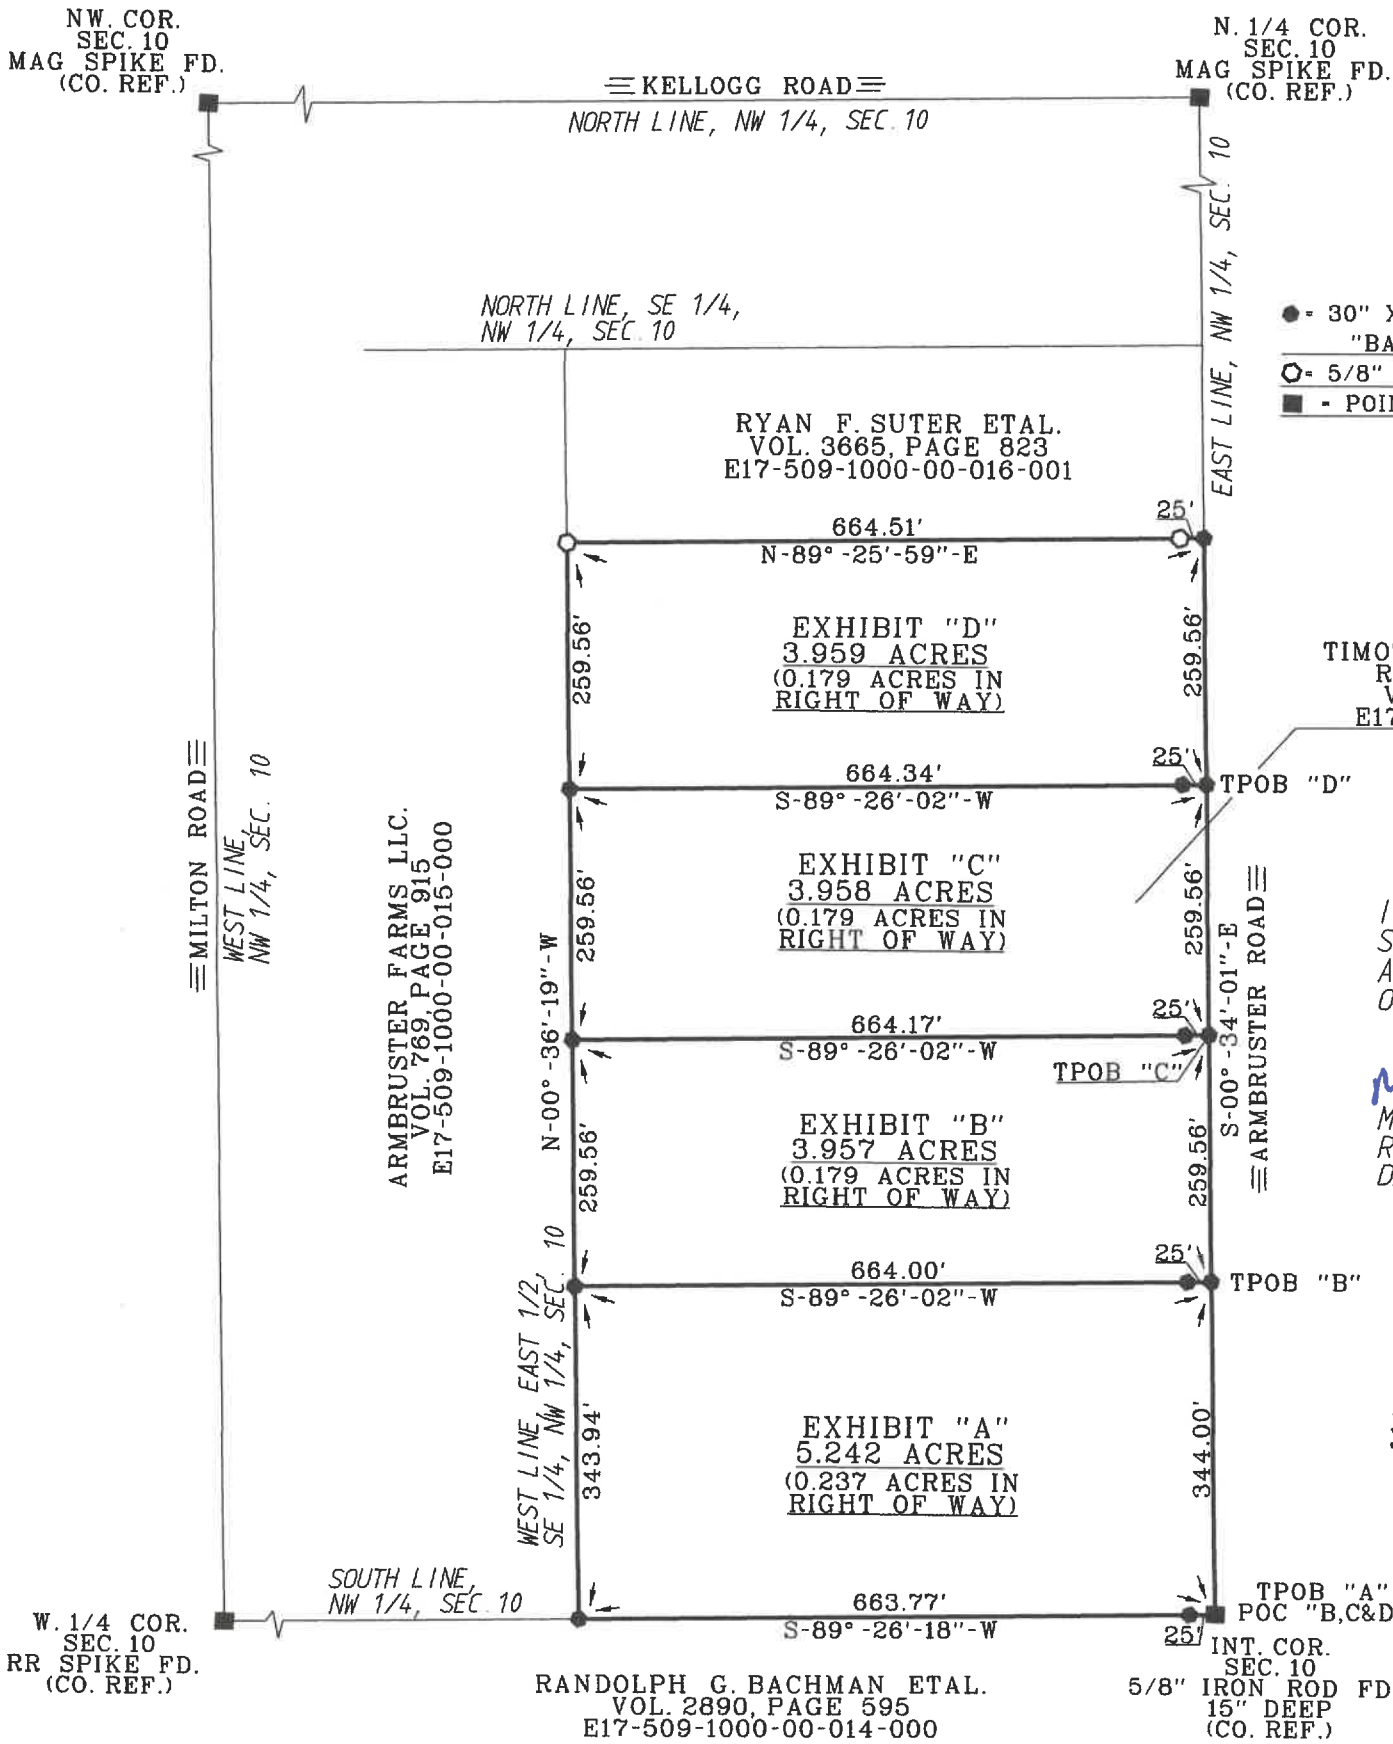 NW. COR.
SEC. 10
MAG SPIKE FD.
(CO. REF.)
N. 1/4 COR.
SEC. 10
MAG SPIKE FD.
(CO. REF.)
KELLOGG ROAD
NORTH LINE, NW 1/4, SEC. 10
EAST LINE, NW 1/4, SEC. 10
NORTH LINE, SE 1/4,
NW 1/4, SEC. 10
= 30" X
"BA
= 5/8"
- POI
RYAN F. SUTER ETAL.
VOL. 3665, PAGE 823
E17-509-1000-00-016-001
25'
664.51'
N-89°-25'-59"-E
259.56'
EXHIBIT "D"
3.959 ACRES
(0.179 ACRES IN
RIGHT OF WAY)
259.56'
TIMO
R
V
E17
25'
664.34'
S-89°-26'-02"-W
TPOB "D"
MILTON ROAD
WEST LINE,
NW 1/4, SEC. 10
ARMBRUSTER FARMS LLC.
VOL. 769, PAGE 915
E17-509-1000-00-015-000
N-00°-36'-19"-W
259.56'
EXHIBIT "C"
3.958 ACRES
(0.179 ACRES IN
RIGHT OF WAY)
259.56'
S-00°-34'-01"-E
ARMBRUSTER ROAD
I
S
A
O
25'
664.17'
S-89°-26'-02"-W
TPOB "C"
259.56'
EXHIBIT "B"
3.957 ACRES
(0.179 ACRES IN
RIGHT OF WAY)
259.56'
M
R
D
25'
664.00'
S-89°-26'-02"-W
TPOB "B"
WEST LINE, EAST 1/2,
SE 1/4, NW 1/4, SEC. 10
343.94'
EXHIBIT "A"
5.242 ACRES
(0.237 ACRES IN
RIGHT OF WAY)
344.00'
SOUTH LINE,
NW 1/4, SEC. 10
663.77'
S-89°-26'-18"-W
25'
TPOB "A"
POC "B,C&D
INT. COR.
SEC. 10
5/8" IRON ROD FD
15" DEEP
(CO. REF.)
W. 1/4 COR.
SEC. 10
RR SPIKE FD.
(CO. REF.)
RANDOLPH G. BACHMAN ETAL.
VOL. 2890, PAGE 595
E17-509-1000-00-014-000